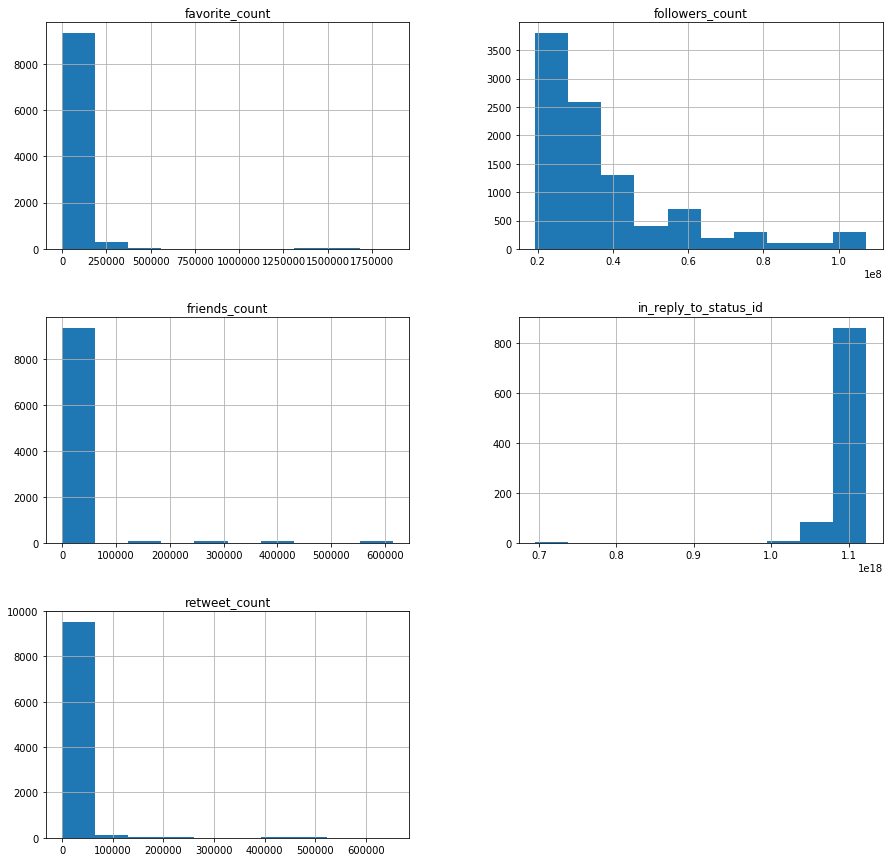 favorite_count
8000
6000
4000
2000
0
0 250000 500000 750000 1000000 1250000 1500000 1750000
followers_count
3500
3000
2500
2000
1500
1000
500
0
0.2 0.4 0.6 0.8 1.0
1e8
friends_count
8000
6000
4000
2000
0
0 100000 200000 300000 400000 500000 600000
in_reply_to_status_id
800
600
400
200
0
0.7 0.8 0.9 1.0 1.1
1e18
retweet_count
10000
8000
6000
4000
2000
0
0 100000 200000 300000 400000 500000 600000